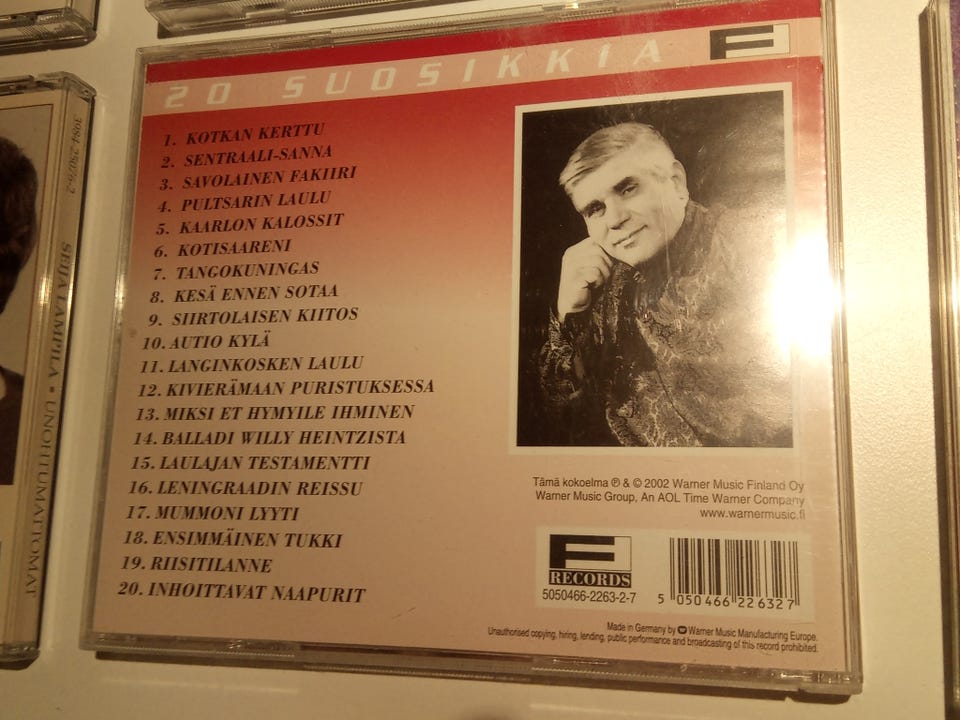 20 SUOSIKKIA
1. KOTKAN KERTTU
2. SENTRAALI-SANNA
3. SAVOLAINEN FAKIIRI
4. PULTSARIN LAULU
5. KAARLON KALOSSIT
6. KOTISAARENI
7. TANGOKUNINGAS
8. KESÄ ENNEN SOTAA
9. SIIRTOLAISEN KIITOS
10. AUTIO KYLÄ
11. LANGINKOSKEN LAULU
12. KIVIERÄMAAN PURISTUKSESSA
13. MIKSI ET HYMYILE IHMINEN
14. BALLADI WILLY HEINTZISTA
15. LAULAJAN TESTAMENTTI
16. LENINGRAADIN REISSU
17. MUMMONI LYYTI
18. ENSIMMÄINEN TUKKI
19. RIISITILANNE
20. INHOITTAVAT NAAPURIT
Tämä kokoelma ℗ & © 2002 Warner Music Finland Oy
Warner Music Group, An AOL Time Warner Company
www.warnermusic.fi
F
RECORDS
5050466-2263-2-7
5 050466 226327
Made in Germany by Warner Music Manufacturing Europe.
Unauthorised copying, hiring, lending, public performance and broadcasting of this record prohibited.
3984-25076-2
SEIJA LAMPILA • UNOHTUMATTOMAT